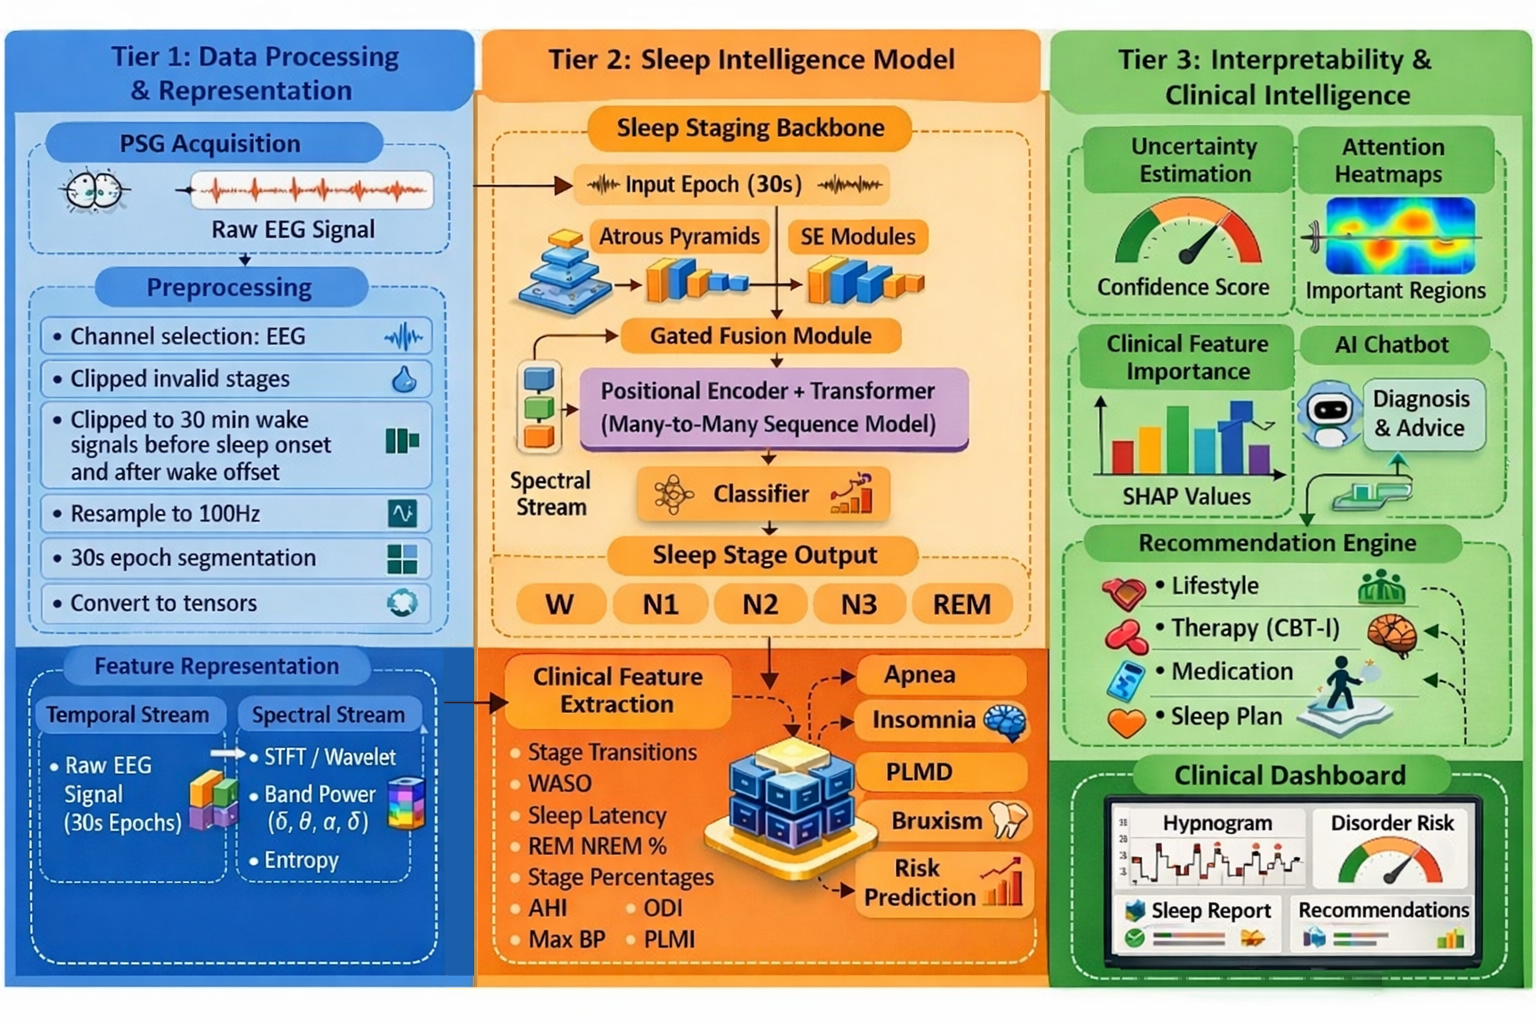 Tier 1: Data Processing
& Representation
PSG Acquisition
Raw EEG Signal
Preprocessing
• Channel selection: EEG
• Clipped invalid stages
• Clipped to 30 min wake
signals before sleep onset
and after wake offset
• Resample to 100Hz
• 30s epoch segmentation
• Convert to tensors
Feature Representation
Temporal Stream
• Raw EEG
Signal
(30s Epochs)
Spectral Stream
• STFT / Wavelet
• Band Power
(δ, θ, α, δ)
• Entropy
Tier 2: Sleep Intelligence Model
Sleep Staging Backbone
Input Epoch (30s)
Atrous Pyramids
SE Modules
Gated Fusion Module
Positional Encoder + Transformer
(Many-to-Many Sequence Model)
Spectral
Stream
Classifier
Sleep Stage Output
W N1 N2 N3 REM
Clinical Feature
Extraction
• Stage Transitions
• WASO
• Sleep Latency
• REM NREM %
• Stage Percentages
• AHI • ODI
• Max BP • PLMI
Apnea
Insomnia
PLMD
Bruxism
Risk
Prediction
Tier 3: Interpretability &
Clinical Intelligence
Uncertainty
Estimation
Confidence Score
Attention
Heatmaps
Important Regions
Clinical Feature
Importance
SHAP Values
AI Chatbot
Diagnosis
& Advice
Recommendation Engine
• Lifestyle
• Therapy (CBT-I)
• Medication
• Sleep Plan
Clinical Dashboard
Hypnogram
Disorder Risk
Sleep Report
Recommendations